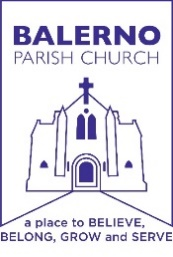 BALERNO
PARISH CHURCH
a place to BELIEVE,
BELONG, GROW and SERVE